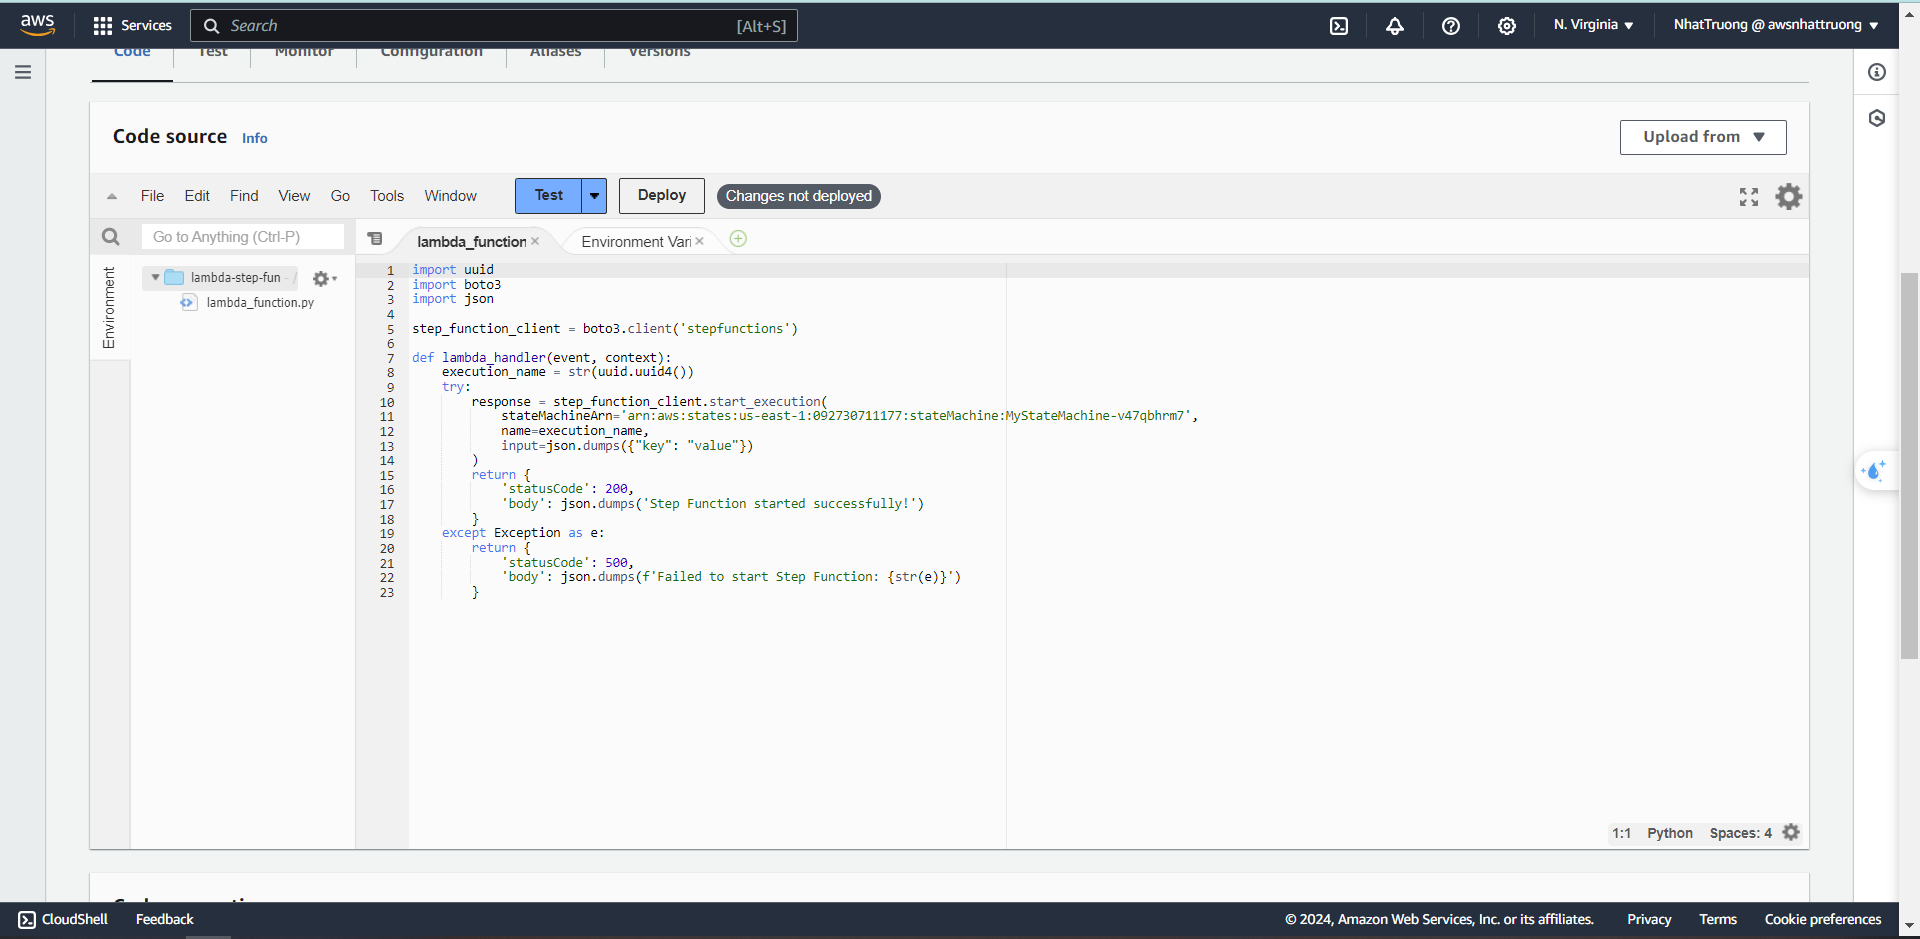 aws Services Search [Alt+S] N. Virginia NhatTruong @ awsnhattruong
Code Test Monitor Configuration Aliases Versions
Code source Info Upload from
File Edit Find View Go Tools Window Test Deploy Changes not deployed
Go to Anything (Ctrl-P) lambda_function Environment Vari
Environment
lambda-step-fun - /
lambda_function.py
1 import uuid
2 import boto3
3 import json
4
5 step_function_client = boto3.client('stepfunctions')
6
7 def lambda_handler(event, context):
8     execution_name = str(uuid.uuid4())
9     try:
10         response = step_function_client.start_execution(
11             stateMachineArn='arn:aws:states:us-east-1:092730711177:stateMachine:MyStateMachine-v47qbhrm7',
12             name=execution_name,
13             input=json.dumps({"key": "value"})
14         )
15         return {
16             'statusCode': 200,
17             'body': json.dumps('Step Function started successfully!')
18         }
19     except Exception as e:
20         return {
21             'statusCode': 500,
22             'body': json.dumps(f'Failed to start Step Function: {str(e)}')
23         }
1:1 Python Spaces: 4
CloudShell Feedback © 2024, Amazon Web Services, Inc. or its affiliates. Privacy Terms Cookie preferences